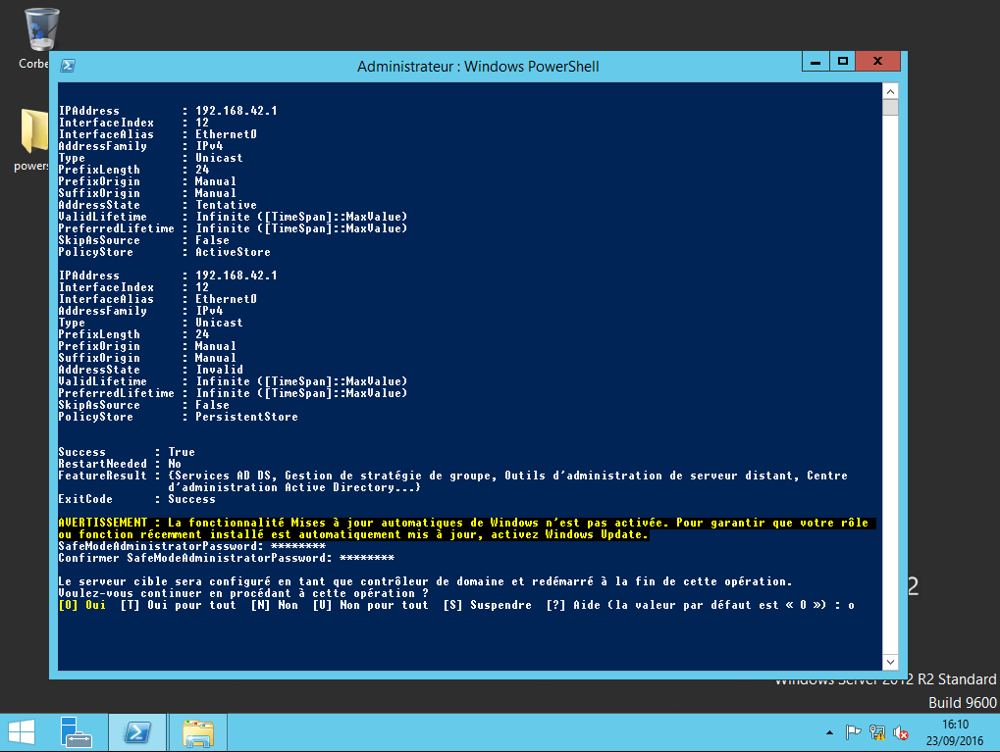 Corbe
Administrateur : Windows PowerShell
powers
IPAddress : 192.168.42.1
InterfaceIndex : 12
InterfaceAlias : Ethernet0
AddressFamily : IPv4
Type : Unicast
PrefixLength : 24
PrefixOrigin : Manual
SuffixOrigin : Manual
AddressState : Tentative
ValidLifetime : Infinite ([TimeSpan]::MaxValue)
PreferredLifetime : Infinite ([TimeSpan]::MaxValue)
SkipAsSource : False
PolicyStore : ActiveStore
IPAddress : 192.168.42.1
InterfaceIndex : 12
InterfaceAlias : Ethernet0
AddressFamily : IPv4
Type : Unicast
PrefixLength : 24
PrefixOrigin : Manual
SuffixOrigin : Manual
AddressState : Invalid
ValidLifetime : Infinite ([TimeSpan]::MaxValue)
PreferredLifetime : Infinite ([TimeSpan]::MaxValue)
SkipAsSource : False
PolicyStore : PersistentStore
Success : True
RestartNeeded : No
FeatureResult : {Services AD DS, Gestion de stratégie de groupe, Outils d'administration de serveur distant, Centre
d'administration Active Directory...}
ExitCode : Success
AVERTISSEMENT : La fonctionnalité Mises à jour automatiques de Windows n'est pas activée. Pour garantir que votre rôle
ou fonction récemment installé est automatiquement mis à jour, activez Windows Update.
SafeModeAdministratorPassword: ********
Confirmer SafeModeAdministratorPassword: ********
Le serveur cible sera configuré en tant que contrôleur de domaine et redémarré à la fin de cette opération.
Voulez-vous continuer en procédant à cette opération ?
[O] Oui [T] Oui pour tout [N] Non [U] Non pour tout [S] Suspendre [?] Aide (la valeur par défaut est « O ») : o
2
Windows Server 2012 R2 Standard
Build 9600
16:10
23/09/2016